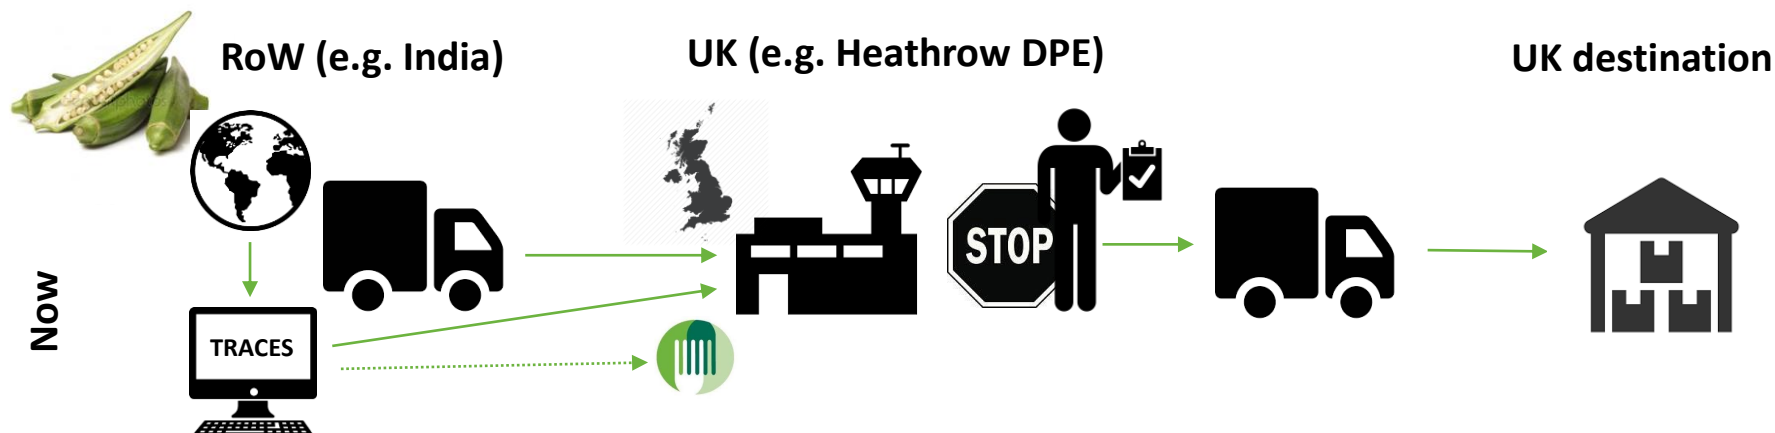 RoW (e.g. India)
UK (e.g. Heathrow DPE)
UK destination
STOP
Now
TRACES